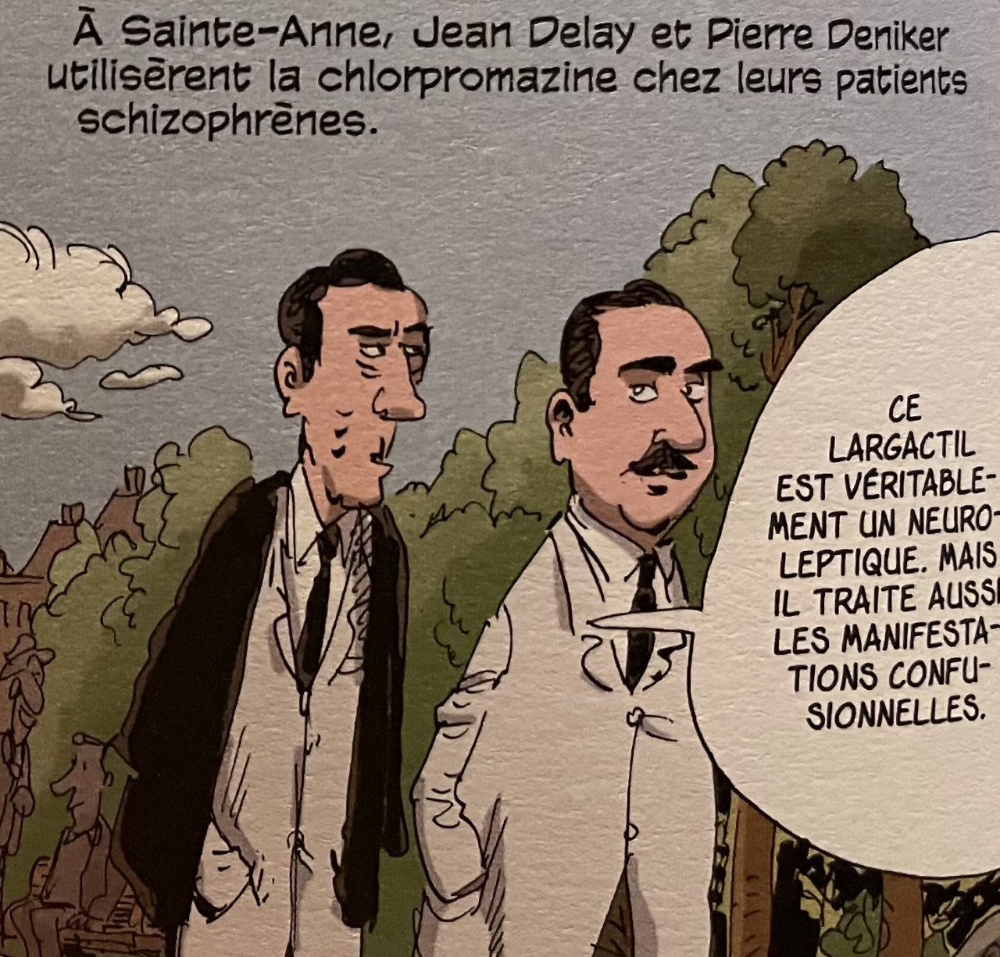 À Sainte-Anne, Jean Delay et Pierre Deniker
utilisèrent la chlorpromazine chez leurs patients
schizophrènes.
CE
LARGACTIL
EST VÉRITABLE-
MENT UN NEURO-
LEPTIQUE. MAIS
IL TRAITE AUSSI
LES MANIFESTA-
TIONS CONFU-
SIONNELLES.